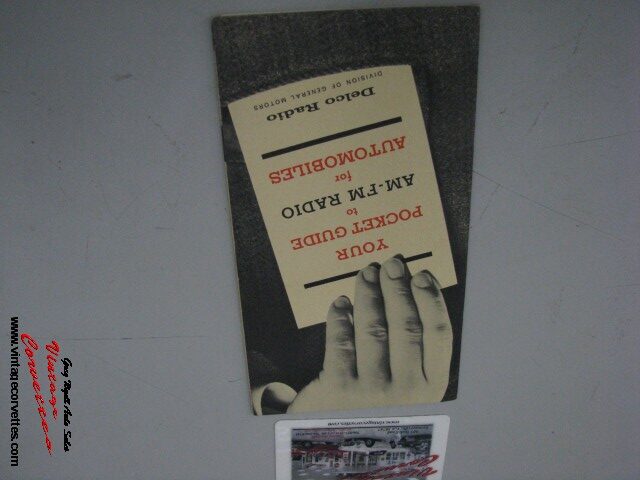 YOUR
POCKET GUIDE
to
AM-FM RADIO
for
AUTOMOBILES
Delco Radio
DIVISION OF GENERAL MOTORS
Vintage
Corvettes
www.vintagecorvettes.com